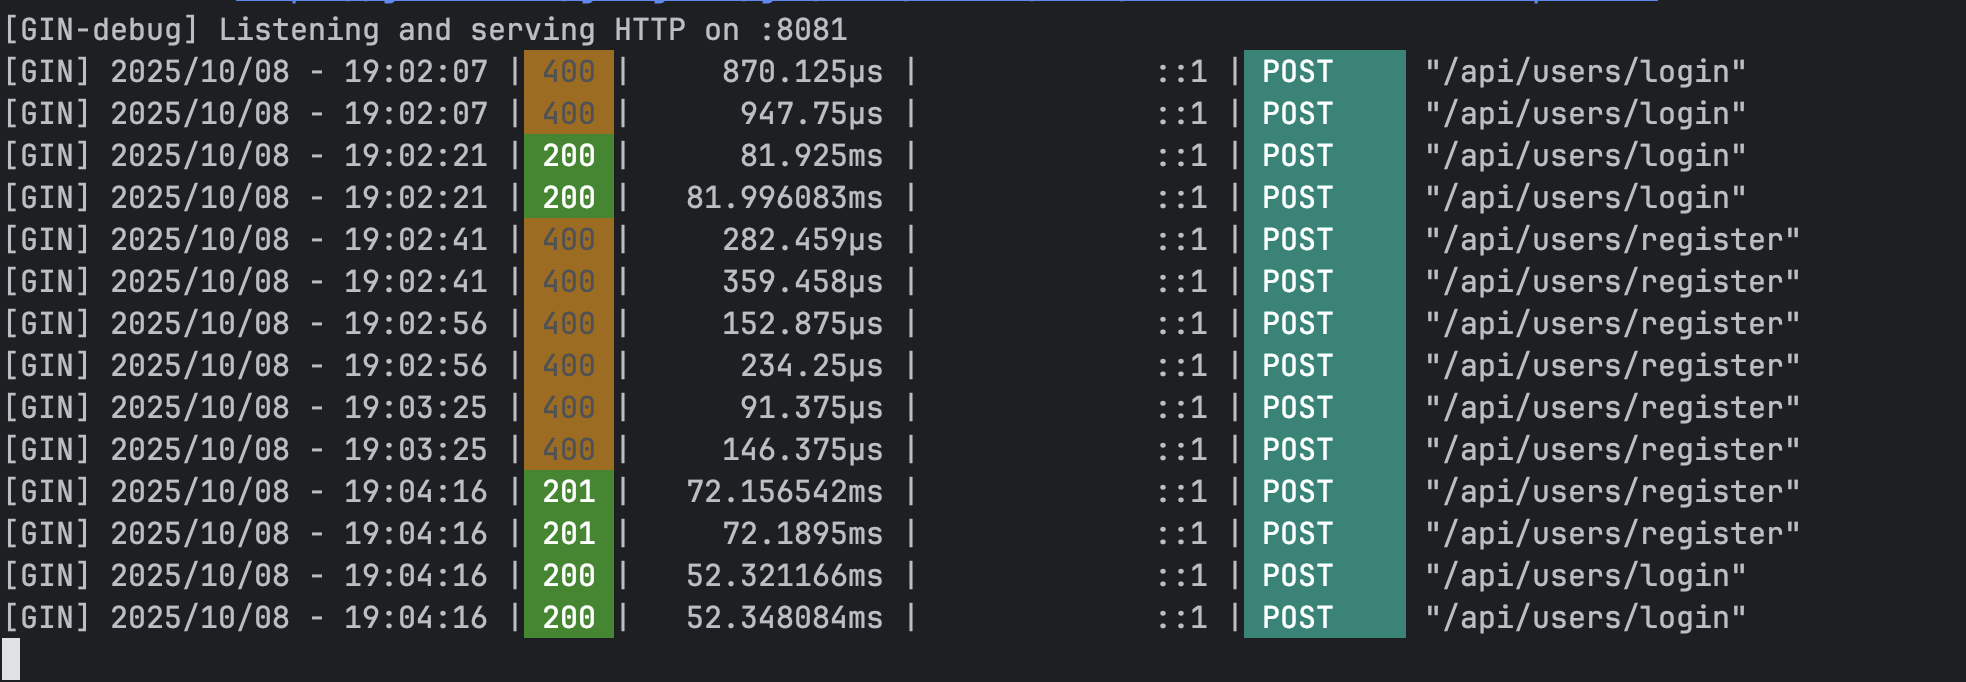 [GIN-debug] Listening and serving HTTP on :8081
[GIN] 2025/10/08 - 19:02:07 | 400 | 870.125µs | ::1 | POST "/api/users/login"
[GIN] 2025/10/08 - 19:02:07 | 400 | 947.75µs | ::1 | POST "/api/users/login"
[GIN] 2025/10/08 - 19:02:21 | 200 | 81.925ms | ::1 | POST "/api/users/login"
[GIN] 2025/10/08 - 19:02:21 | 200 | 81.996083ms | ::1 | POST "/api/users/login"
[GIN] 2025/10/08 - 19:02:41 | 400 | 282.459µs | ::1 | POST "/api/users/register"
[GIN] 2025/10/08 - 19:02:41 | 400 | 359.458µs | ::1 | POST "/api/users/register"
[GIN] 2025/10/08 - 19:02:56 | 400 | 152.875µs | ::1 | POST "/api/users/register"
[GIN] 2025/10/08 - 19:02:56 | 400 | 234.25µs | ::1 | POST "/api/users/register"
[GIN] 2025/10/08 - 19:03:25 | 400 | 91.375µs | ::1 | POST "/api/users/register"
[GIN] 2025/10/08 - 19:03:25 | 400 | 146.375µs | ::1 | POST "/api/users/register"
[GIN] 2025/10/08 - 19:04:16 | 201 | 72.156542ms | ::1 | POST "/api/users/register"
[GIN] 2025/10/08 - 19:04:16 | 201 | 72.1895ms | ::1 | POST "/api/users/register"
[GIN] 2025/10/08 - 19:04:16 | 200 | 52.321166ms | ::1 | POST "/api/users/login"
[GIN] 2025/10/08 - 19:04:16 | 200 | 52.348084ms | ::1 | POST "/api/users/login"